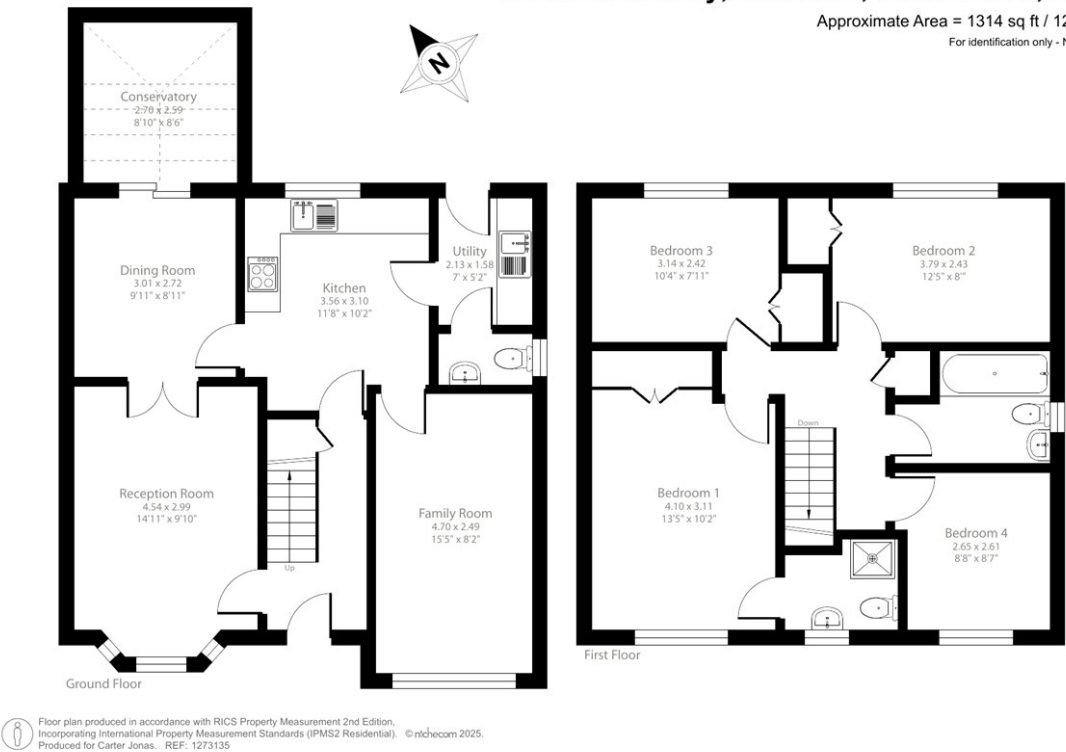 Approximate Area = 1314 sq ft / 12
For identification only - N
N
Conservatory
2.70 x 2.59
8'10" x 8'6"
Dining Room
3.01 x 2.72
9'11" x 8'11"
Kitchen
3.56 x 3.10
11'8" x 10'2"
Utility
2.13 x 1.58
7' x 5'2"
Reception Room
4.54 x 2.99
14'11" x 9'10"
Up
Family Room
4.70 x 2.49
15'5" x 8'2"
Ground Floor
Bedroom 3
3.14 x 2.42
10'4" x 7'11"
Bedroom 2
3.79 x 2.43
12'5" x 8'"
Down
Bedroom 1
4.10 x 3.11
13'5" x 10'2"
Bedroom 4
2.65 x 2.61
8'8" x 8'7"
First Floor
Floor plan produced in accordance with RICS Property Measurement 2nd Edition,
Incorporating International Property Measurement Standards (IPMS2 Residential). © nichecom 2025.
Produced for Carter Jonas. REF: 1273135